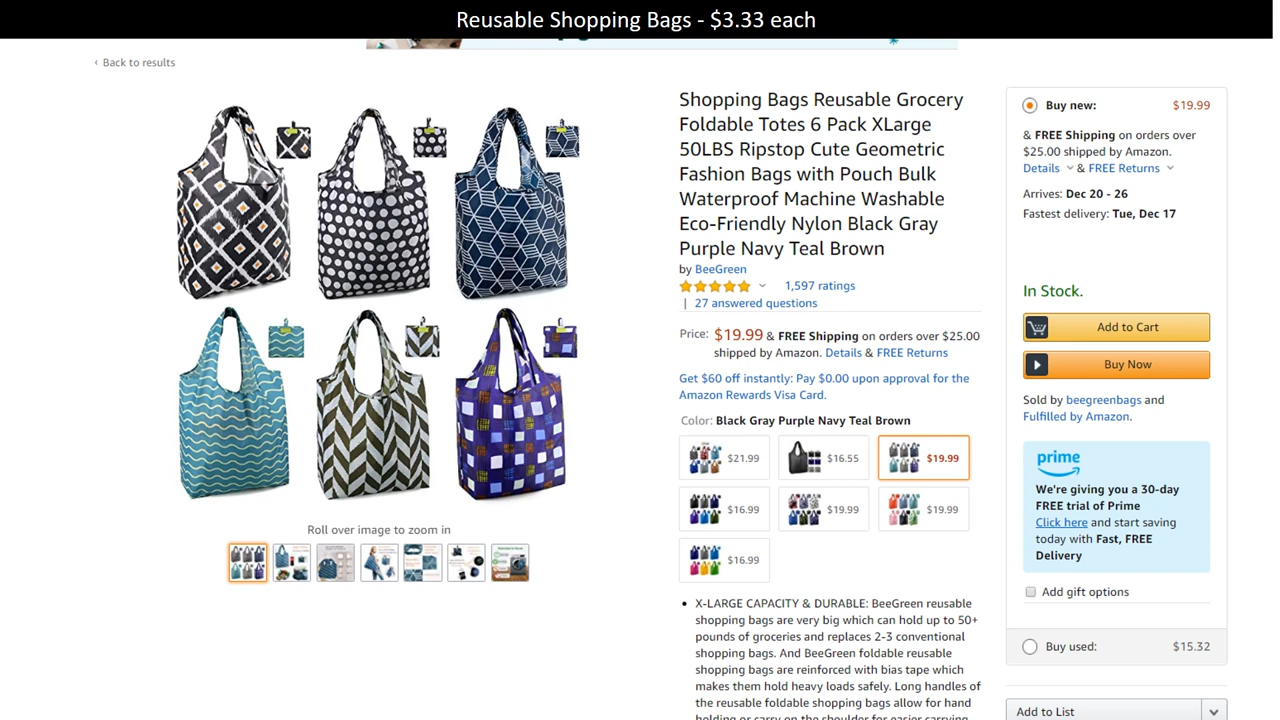 Reusable Shopping Bags - $3.33 each
‹ Back to results
Roll over image to zoom in
Shopping Bags Reusable Grocery
Foldable Totes 6 Pack XLarge
50LBS Ripstop Cute Geometric
Fashion Bags with Pouch Bulk
Waterproof Machine Washable
Eco-Friendly Nylon Black Gray
Purple Navy Teal Brown
by BeeGreen
1,597 ratings
| 27 answered questions
Price: $19.99 & FREE Shipping on orders over $25.00
shipped by Amazon. Details & FREE Returns
Get $60 off instantly: Pay $0.00 upon approval for the
Amazon Rewards Visa Card.
Color: Black Gray Purple Navy Teal Brown
$21.99 $16.55 $19.99
$16.99 $19.99 $19.99
$16.99
• X-LARGE CAPACITY & DURABLE: BeeGreen reusable
shopping bags are very big which can hold up to 50+
pounds of groceries and replaces 2-3 conventional
shopping bags. And BeeGreen foldable reusable
shopping bags are reinforced with bias tape which
makes them hold heavy loads safely. Long handles of
the reusable foldable shopping bags allow for hand
holding or carry on the shoulder for easier carrying
Buy new: $19.99
& FREE Shipping on orders over
$25.00 shipped by Amazon.
Details & FREE Returns
Arrives: Dec 20 - 26
Fastest delivery: Tue, Dec 17
In Stock.
Add to Cart
Buy Now
Sold by beegreenbags and
Fulfilled by Amazon.
prime
We're giving you a 30-day
FREE trial of Prime
Click here and start saving
today with Fast, FREE
Delivery
Add gift options
Buy used: $15.32
Add to List